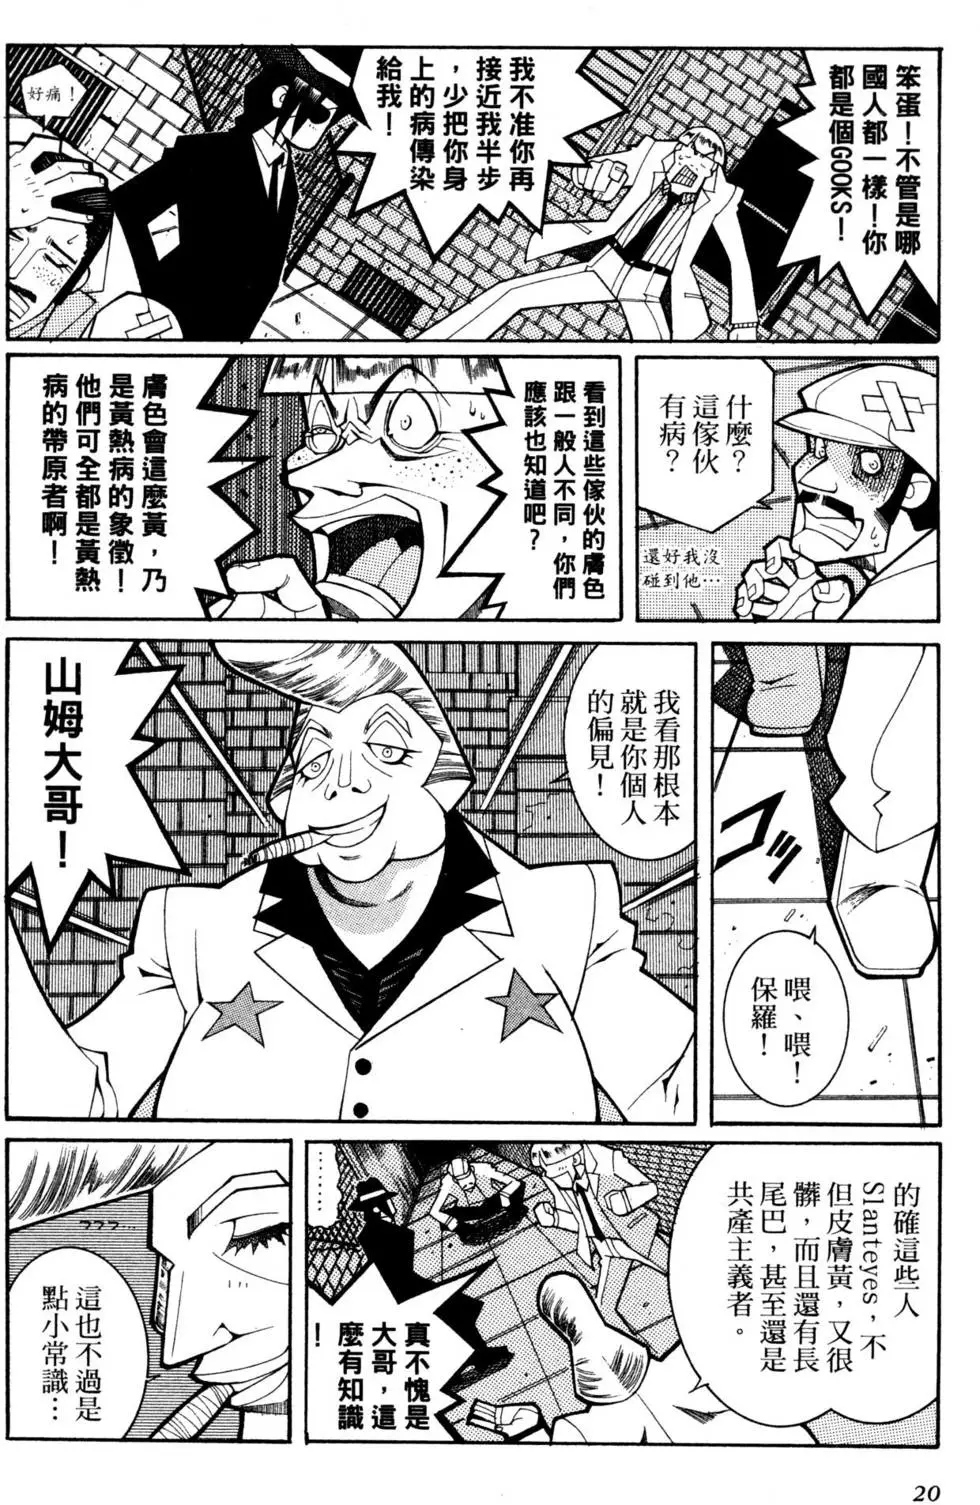 笨蛋！不管是哪
國人都一樣！你
都是個GOOKS！
我不准你再
接近我半步
，少把你身
上的病傳染
給我！
好痛！
什麼？
這傢伙
有病？
還好我沒
碰到他…
看到這些傢伙的膚色
跟一般人不同，你們
應該也知道吧？
膚色會這麼黃，乃
是黃熱病的象徵！
他們可全都是黃熱
病的帶原者啊！
喂、喂！
保羅！
我看那根本
就是你個人
的偏見！
山姆大哥！
的確這些人
Slanteyes，不
但皮膚黃，又很
髒，而且還有長
尾巴，甚至還是
共產主義者。
……
真不愧是
大哥，這
麼有知識
！
???…
這也不過是
點小常識…
20